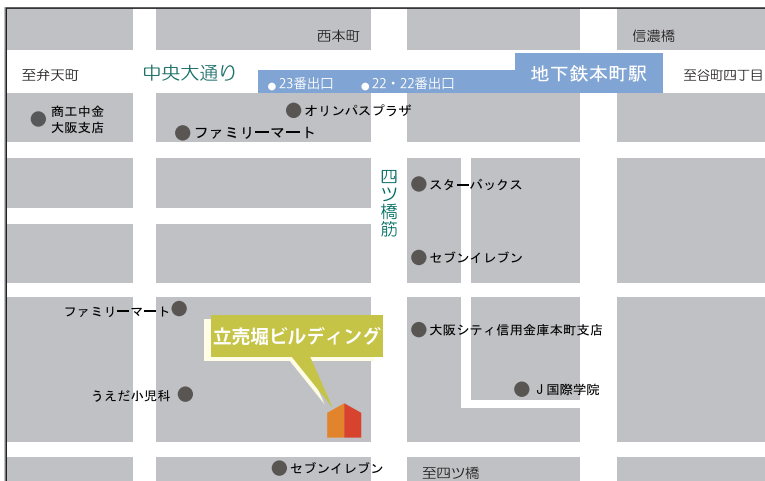 西本町
信濃橋
至弁天町
中央大通り
地下鉄本町駅
至谷町四丁目
23番出口
22・22番出口
商工中金
大阪支店
オリンパスプラザ
ファミリーマート
四ツ橋筋
スターバックス
セブンイレブン
ファミリーマート
立売堀ビルディング
大阪シティ信用金庫本町支店
うえだ小児科
J国際学院
セブンイレブン
至四ツ橋